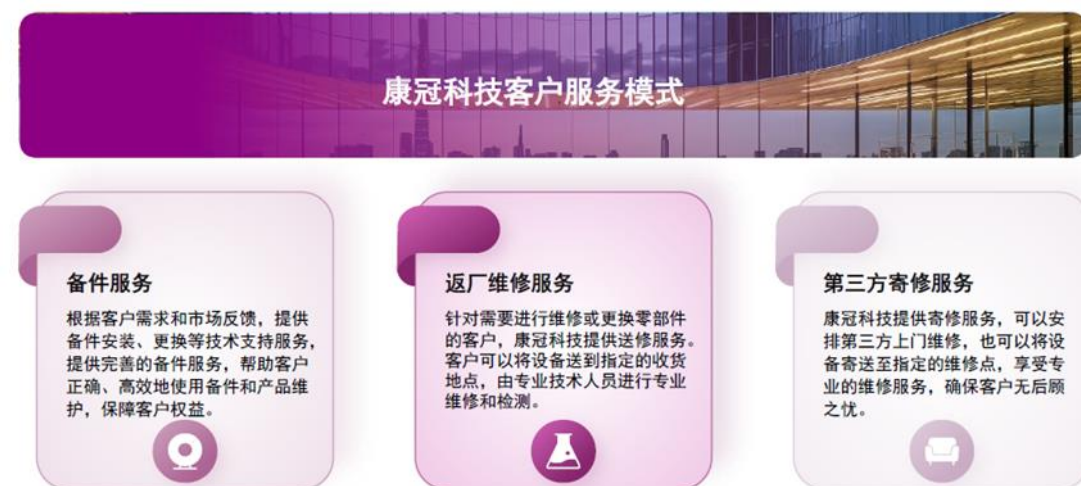 康冠科技客户服务模式
备件服务
根据客户需求和市场反馈，提供
备件安装、更换等技术支持服务，
提供完善的备件服务，帮助客户
正确、高效地使用备件和产品维
护，保障客户权益。
返厂维修服务
针对需要进行维修或更换零部件
的客户，康冠科技提供送修服务。
客户可以将设备送到指定的收货
地点，由专业技术人员进行专业
维修和检测。
第三方寄修服务
康冠科技提供寄修服务，可以安
排第三方上门维修，也可以将设
备寄送至指定的维修点，享受专
业的维修服务，确保客户无后顾
之忧。